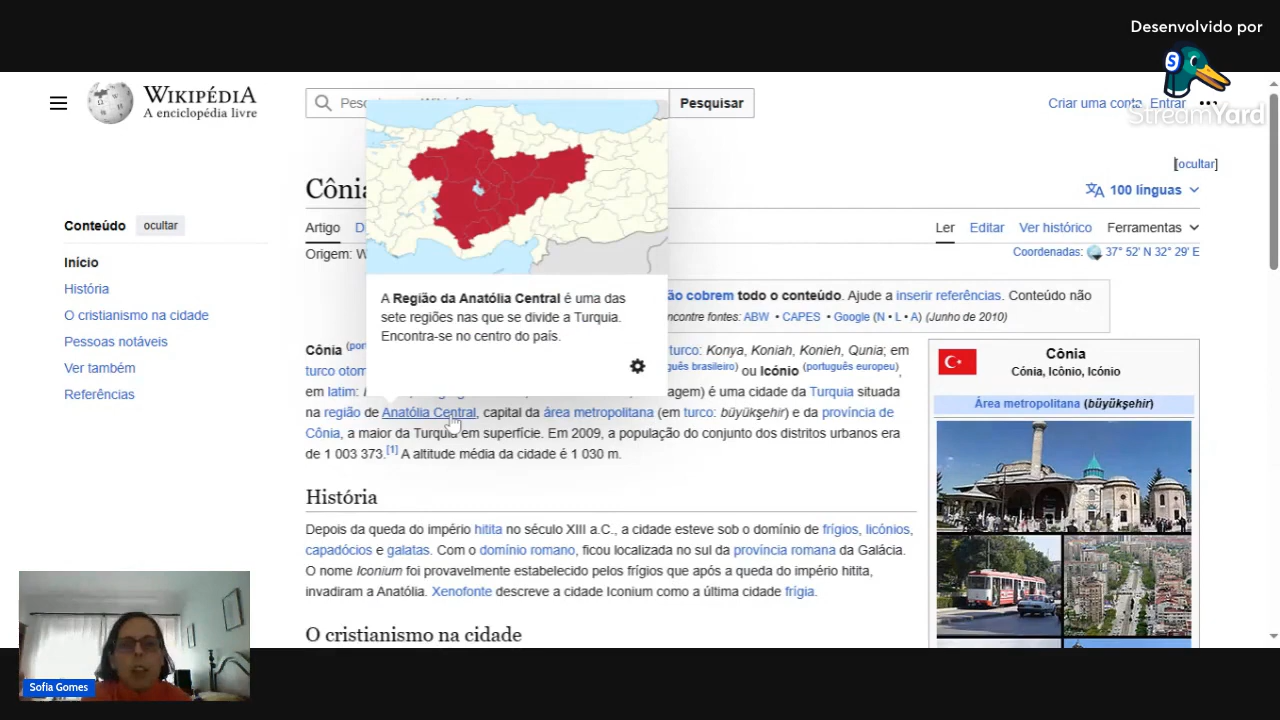 Desenvolvido por
StreamYard
WIKIPÉDIA
A enciclopédia livre
Pesquisar
Criar uma conta Entrar
[ocultar]
Cônia
100 línguas
Conteúdo ocultar
Artigo
Ler Editar Ver histórico Ferramentas
Origem:
Coordenadas: 37° 52' N 32° 29' E
Início
História
O cristianismo na cidade
Pessoas notáveis
Ver também
Referências
A Região da Anatólia Central é uma das
sete regiões nas que se divide a Turquia.
Encontra-se no centro do país.
cobrem todo o conteúdo. Ajude a inserir referências. Conteúdo não
fontes: ABW • CAPES • Google (N • L • A) (Junho de 2010)
Cônia
turco: Konya, Koniah, Konieh, Qunia; em
turco
brasileiro) ou Icónio (português europeu),
em latim:
é uma cidade da Turquia situada
na região de Anatólia Central, capital da área metropolitana (em turco: büyükşehir) e da província de
Cônia, a maior da Turquia em superfície. Em 2009, a população do conjunto dos distritos urbanos era
de 1 003 373.[1] A altitude média da cidade é 1 030 m.
História
Depois da queda do império hitita no século XIII a.C., a cidade esteve sob o domínio de frígios, licónios,
capadócios e galatas. Com o domínio romano, ficou localizada no sul da província romana da Galácia.
O nome Iconium foi provavelmente estabelecido pelos frígios que após a queda do império hitita,
invadiram a Anatólia. Xenofonte descreve a cidade Iconium como a última cidade frígia.
O cristianismo na cidade
Cônia
Cónia, Icônio, Icónio
Área metropolitana (büyükşehir)
Sofia Gomes